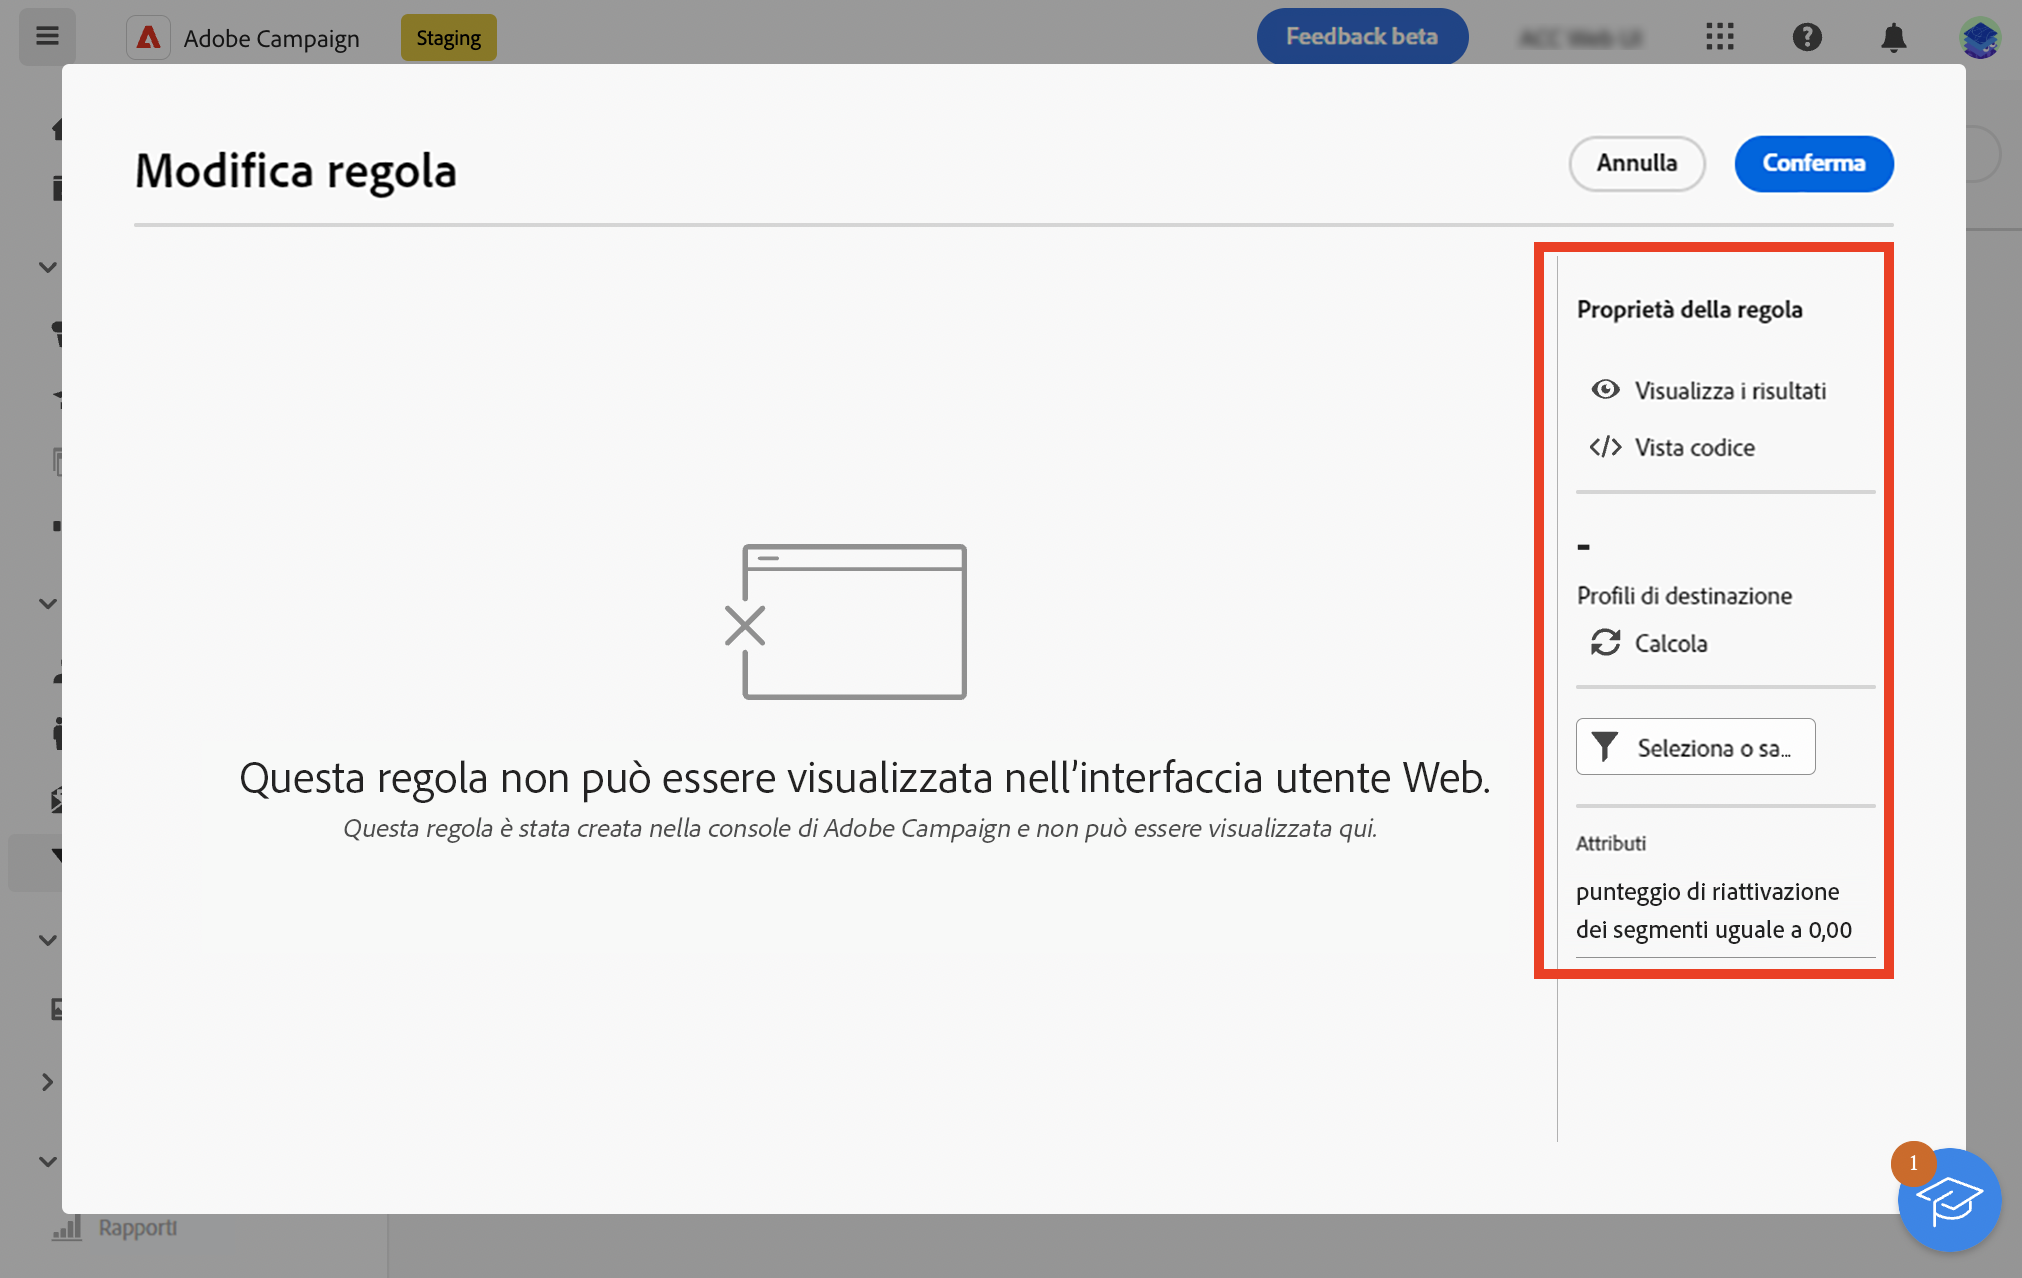 Adobe Campaign
Staging
Feedback beta
Modifica regola
Annulla
Conferma
Proprietà della regola
Visualizza i risultati
Vista codice
-
Profili di destinazione
Calcola
Seleziona o sa...
Attributi
punteggio di riattivazione
dei segmenti uguale a 0,00
Questa regola non può essere visualizzata nell’interfaccia utente Web.
Questa regola è stata creata nella console di Adobe Campaign e non può essere visualizzata qui.
1
Rapporti